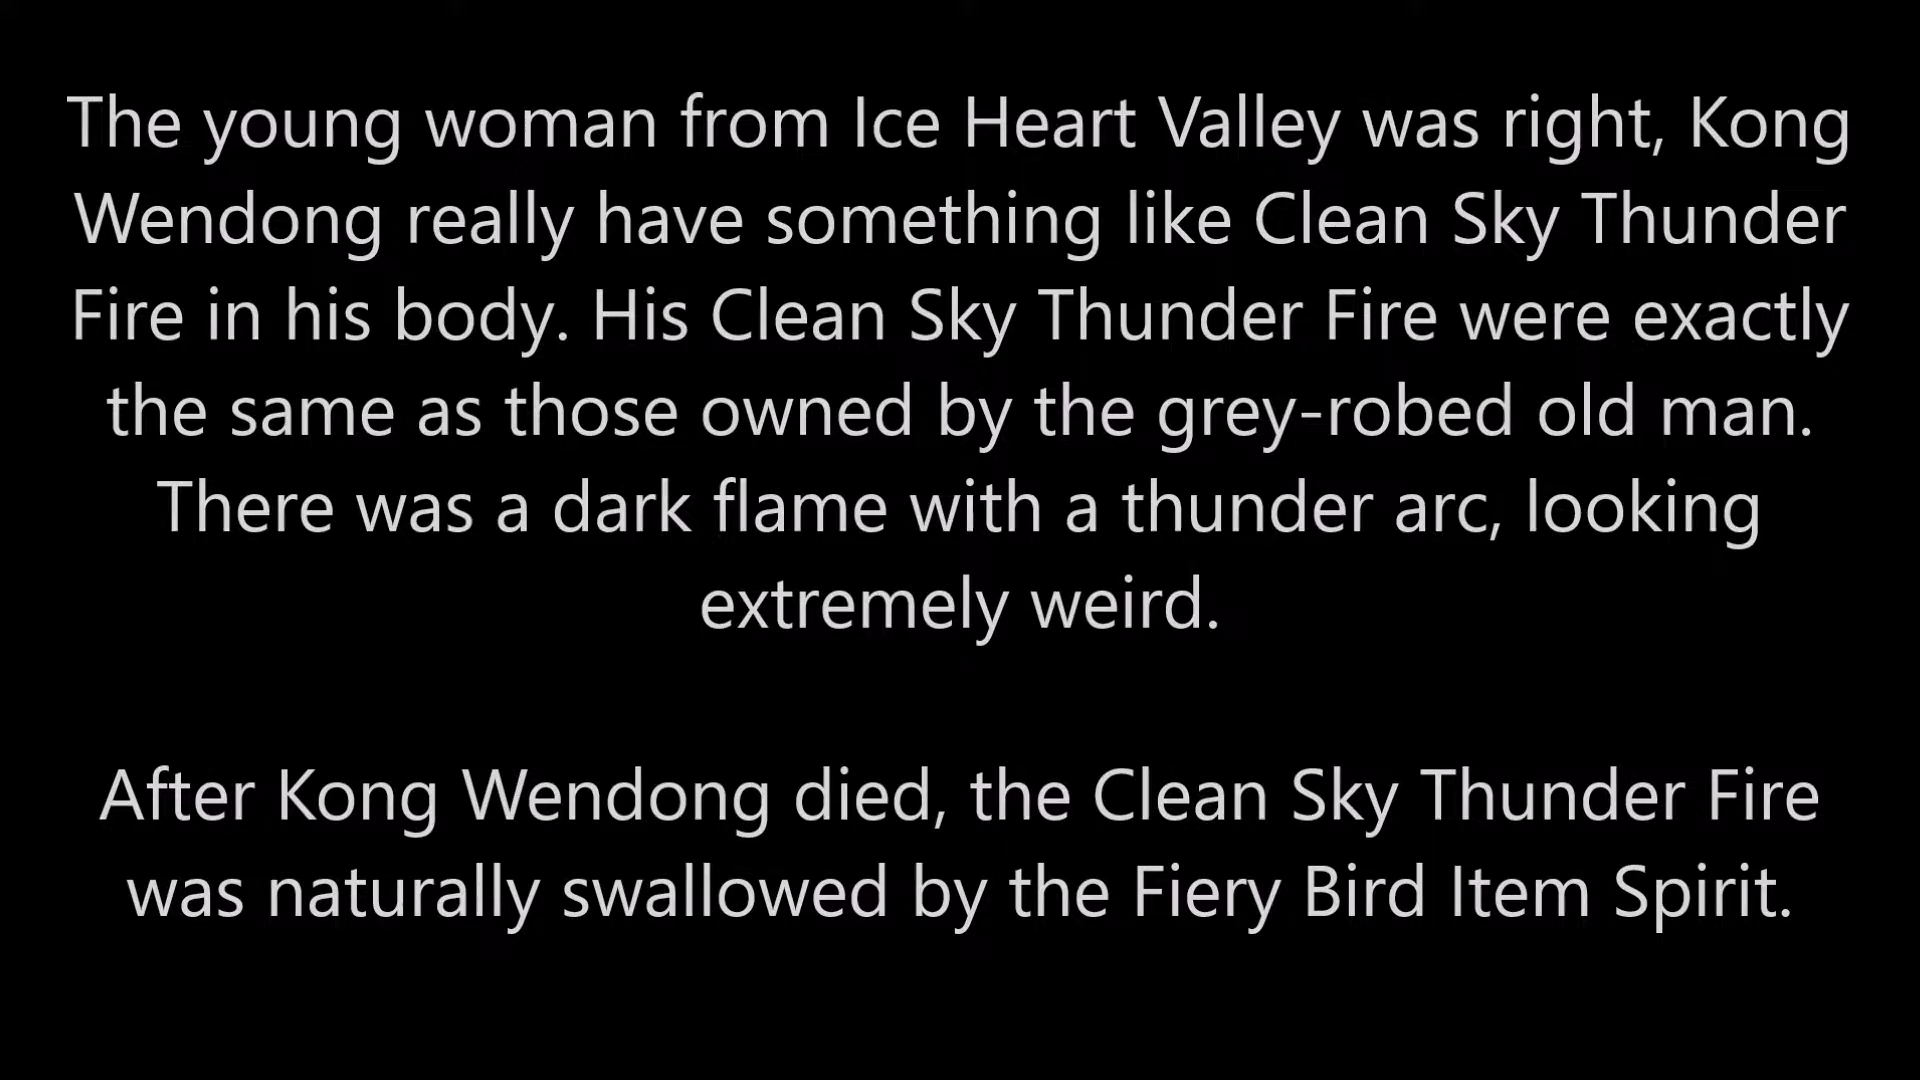 The young woman from Ice Heart Valley was right, Kong
Wendong really have something like Clean Sky Thunder
Fire in his body. His Clean Sky Thunder Fire were exactly
the same as those owned by the grey-robed old man.
There was a dark flame with a thunder arc, looking
extremely weird.
After Kong Wendong died, the Clean Sky Thunder Fire
was naturally swallowed by the Fiery Bird Item Spirit.